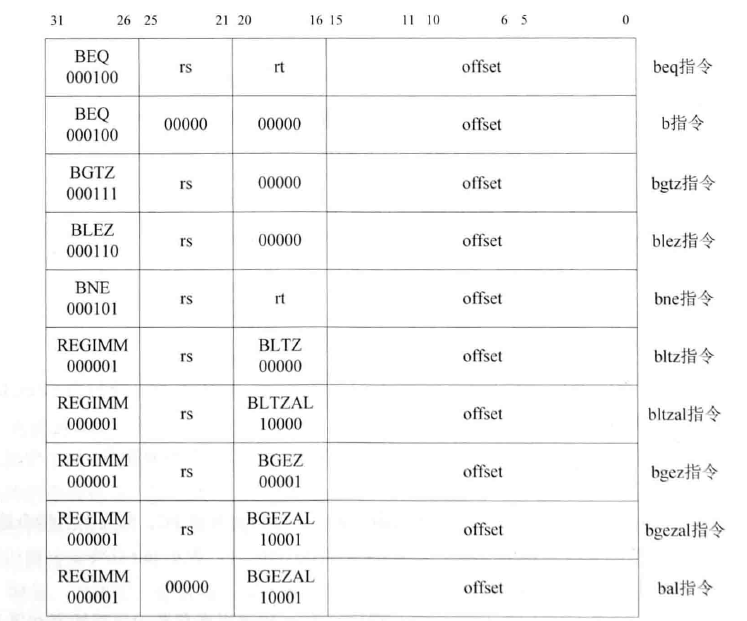 31 26 25 21 20 16 15 11 10 6 5 0
BEQ
000100 rs rt offset beq指令
BEQ
000100 00000 00000 offset b指令
BGTZ
000111 rs 00000 offset bgtz指令
BLEZ
000110 rs 00000 offset blez指令
BNE
000101 rs rt offset bne指令
REGIMM BLTZ
000001 rs 00000 offset bltz指令
REGIMM BLTZAL
000001 rs 10000 offset bltzal指令
REGIMM BGEZ
000001 rs 00001 offset bgez指令
REGIMM BGEZAL
000001 rs 10001 offset bgezal指令
REGIMM BGEZAL
000001 00000 10001 offset bal指令